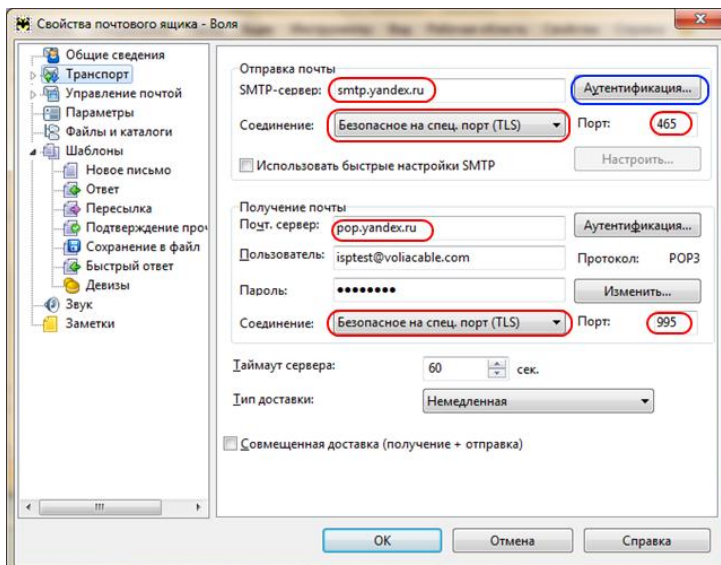 Свойства почтового ящика - Воля
Общие сведения
Транспорт
Управление почтой
Параметры
Файлы и каталоги
Шаблоны
Новое письмо
Ответ
Пересылка
Подтверждение проч
Сохранение в файл
Быстрый ответ
Девизы
Звук
Заметки
Отправка почты
SMTP-сервер: smtp.yandex.ru Аутентификация...
Соединение: Безопасное на спец. порт (TLS) Порт: 465
Использовать быстрые настройки SMTP Настроить...
Получение почты
Почт. сервер: pop.yandex.ru Аутентификация...
Пользователь: isptest@voliacable.com Протокол: POP3
Пароль: •••••••• Изменить...
Соединение: Безопасное на спец. порт (TLS) Порт: 995
Таймаут сервера: 60 сек.
Тип доставки: Немедленная
Совмещенная доставка (получение + отправка)
ОК Отмена Справка